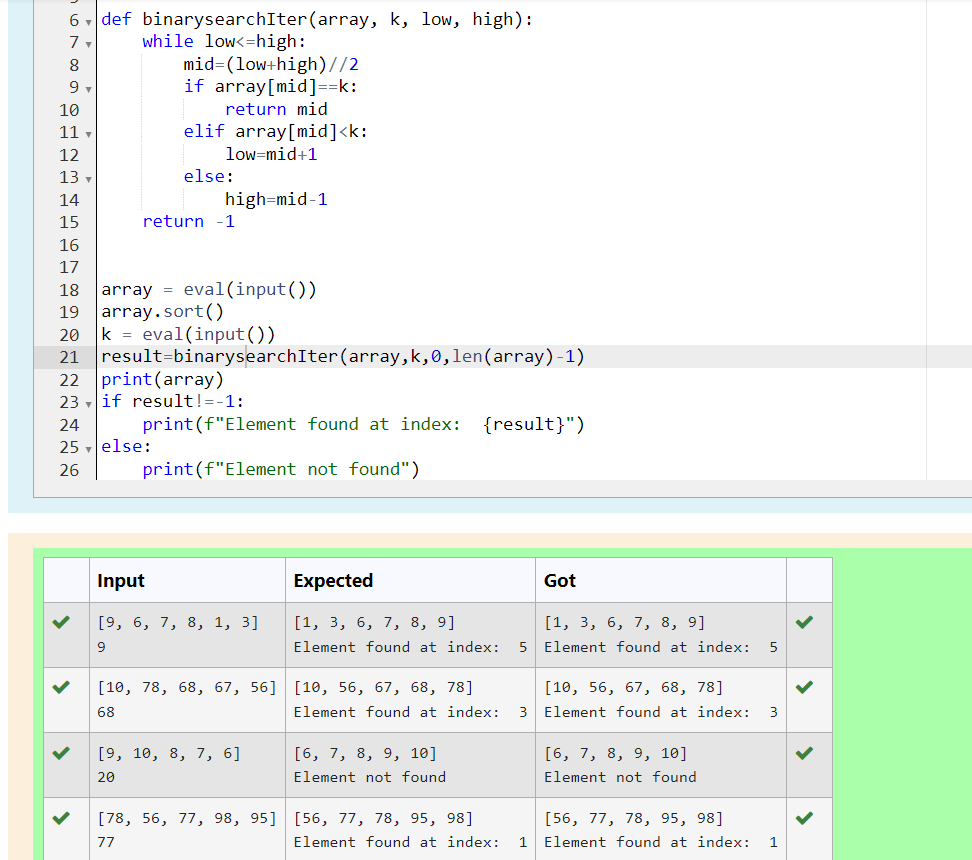 6 def binarysearchIter(array, k, low, high):
7     while low<=high:
8         mid=(low+high)//2
9         if array[mid]==k:
10             return mid
11         elif array[mid]<k:
12             low=mid+1
13         else:
14             high=mid-1
15     return -1
16
17
18 array = eval(input())
19 array.sort()
20 k = eval(input())
21 result=binarysearchIter(array,k,0,len(array)-1)
22 print(array)
23 if result!=-1:
24     print(f"Element found at index:  {result}")
25 else:
26     print(f"Element not found")
Input Expected Got
[9, 6, 7, 8, 1, 3] [1, 3, 6, 7, 8, 9] [1, 3, 6, 7, 8, 9]
9 Element found at index:  5 Element found at index:  5
[10, 78, 68, 67, 56] [10, 56, 67, 68, 78] [10, 56, 67, 68, 78]
68 Element found at index:  3 Element found at index:  3
[9, 10, 8, 7, 6] [6, 7, 8, 9, 10] [6, 7, 8, 9, 10]
20 Element not found Element not found
[78, 56, 77, 98, 95] [56, 77, 78, 95, 98] [56, 77, 78, 95, 98]
77 Element found at index:  1 Element found at index:  1